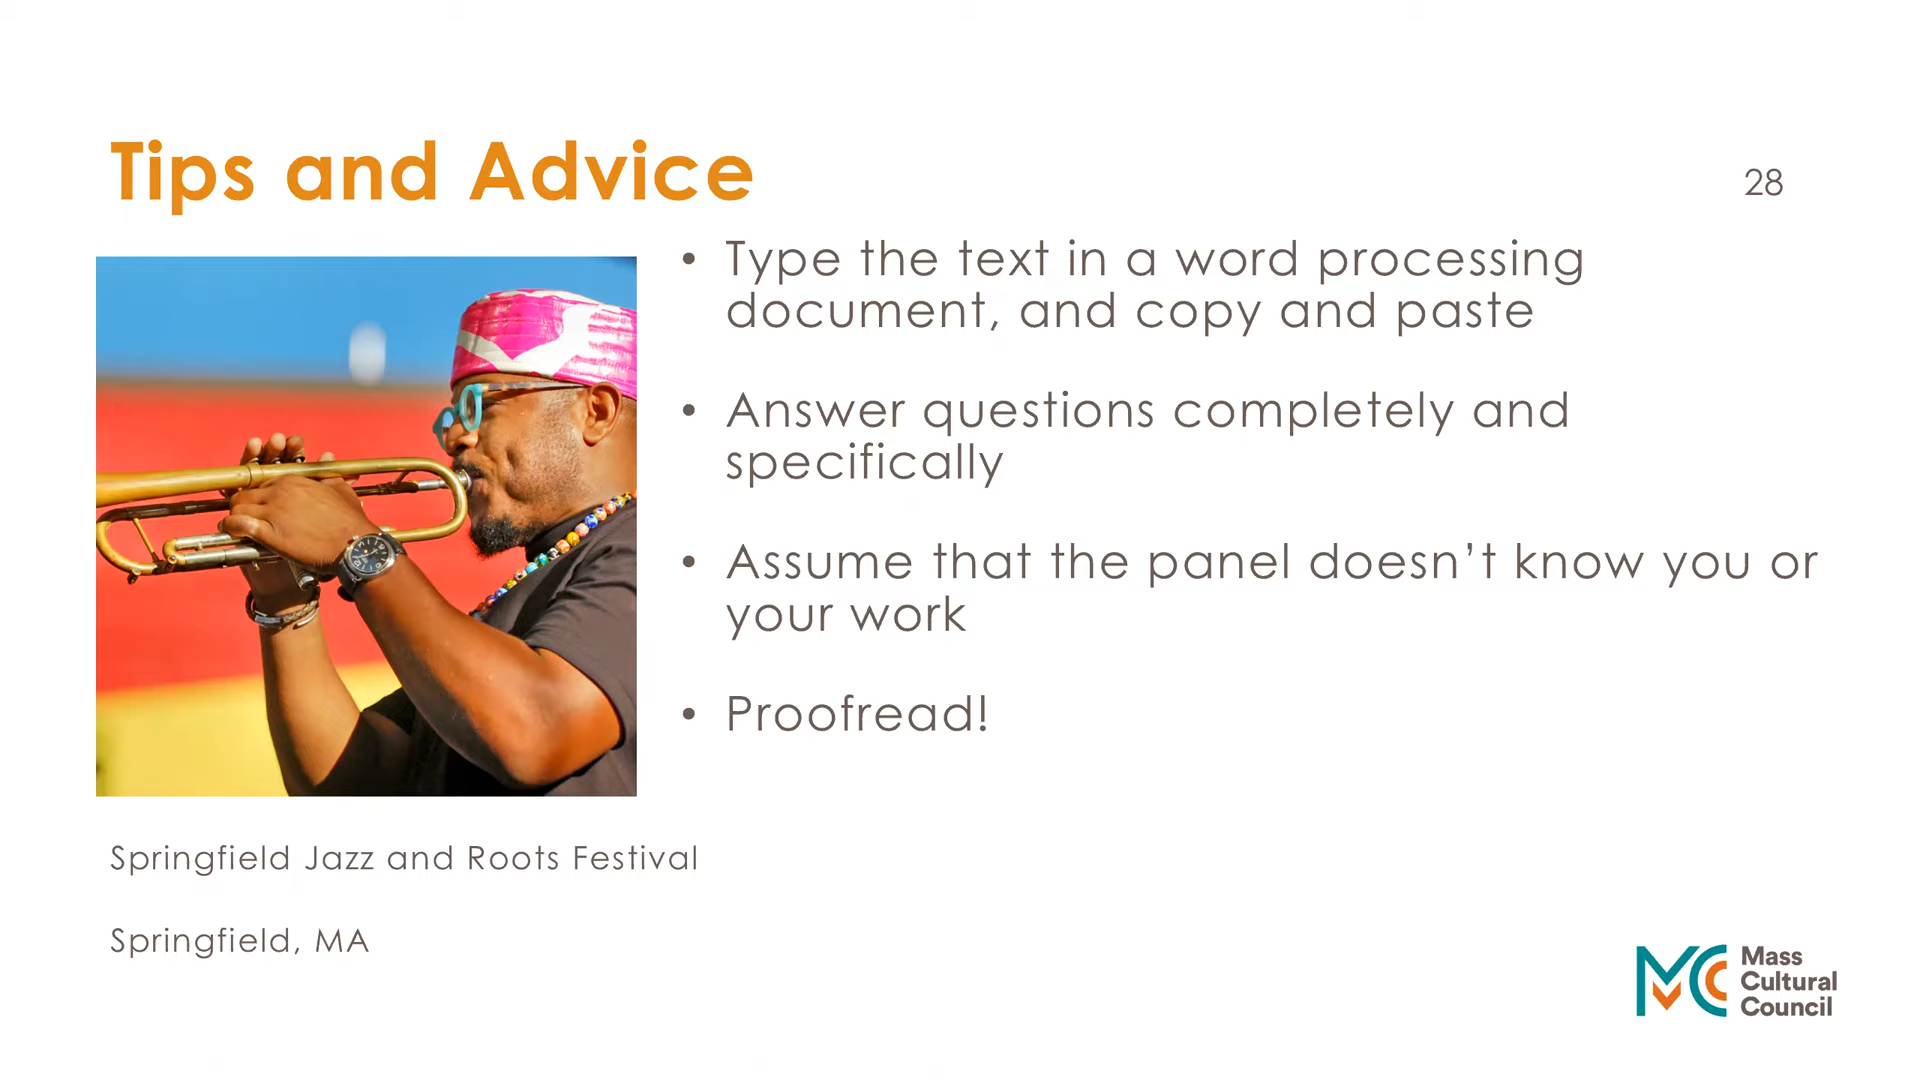 Tips and Advice
28
• Type the text in a word processing
document, and copy and paste
• Answer questions completely and
specifically
• Assume that the panel doesn’t know you or
your work
• Proofread!
Springfield Jazz and Roots Festival
Springfield, MA
Mass
Cultural
Council